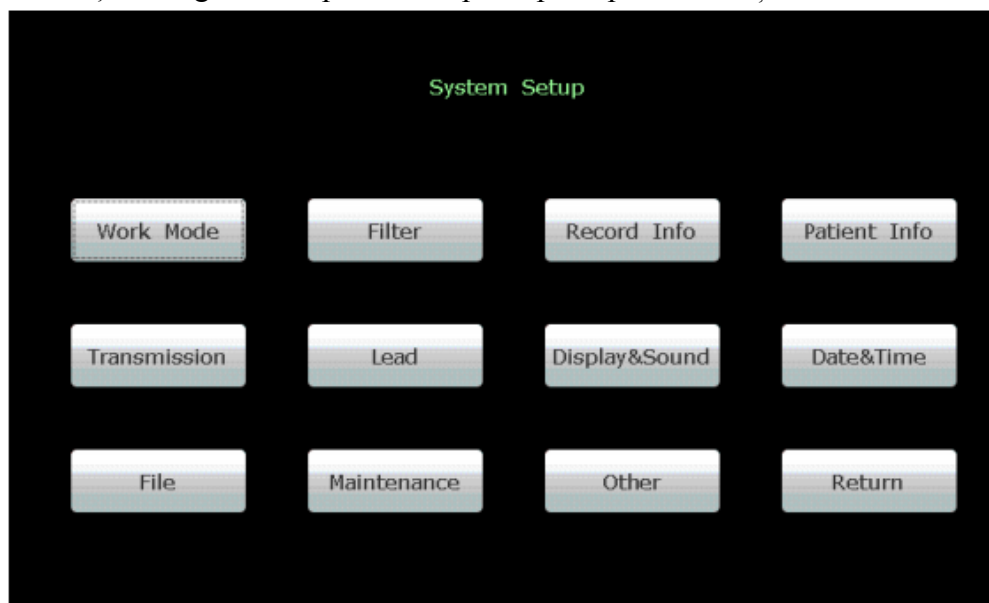 System Setup
Work Mode Filter Record Info Patient Info
Transmission Lead Display&Sound Date&Time
File Maintenance Other Return